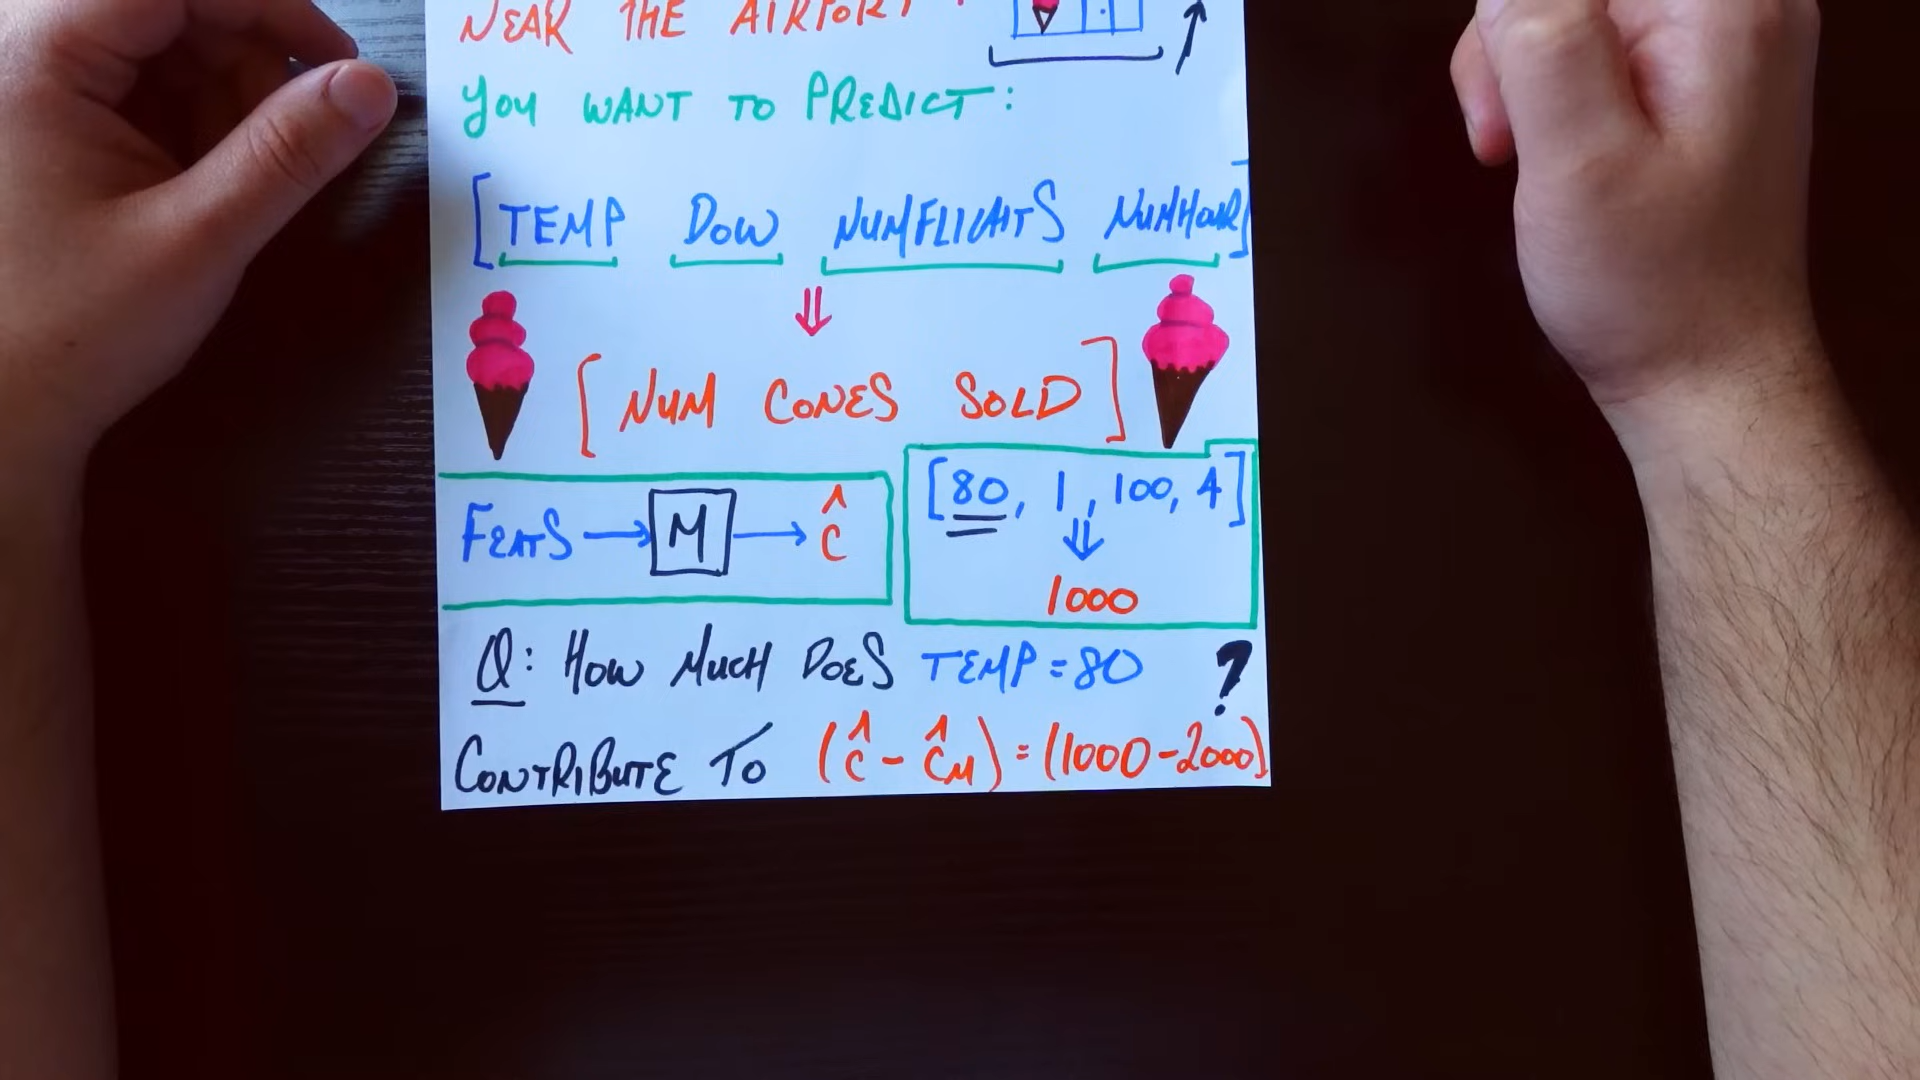 NEAR THE AIRPORT.
YOU WANT TO PREDICT:
[TEMP DOW NUMFLIGHTS NUMHOUR]
⇓
[NUM CONES SOLD]
FEATS → M → ĉ
[80, 1, 100, 4]
⇓
1000
Q: HOW MUCH DOES TEMP = 80 ?
CONTRIBUTE TO (ĉ - ĉM) = (1000-2000)